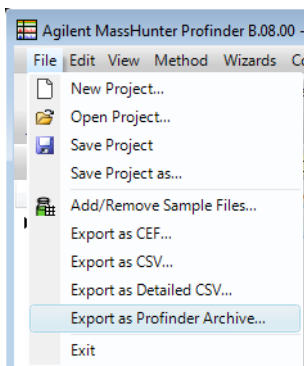 Agilent MassHunter Profinder B.08.00 -
File Edit View Method Wizards Co
New Project...
Open Project...
Save Project
Save Project as...
Add/Remove Sample Files...
Export as CEF...
Export as CSV...
Export as Detailed CSV...
Export as Profinder Archive...
Exit